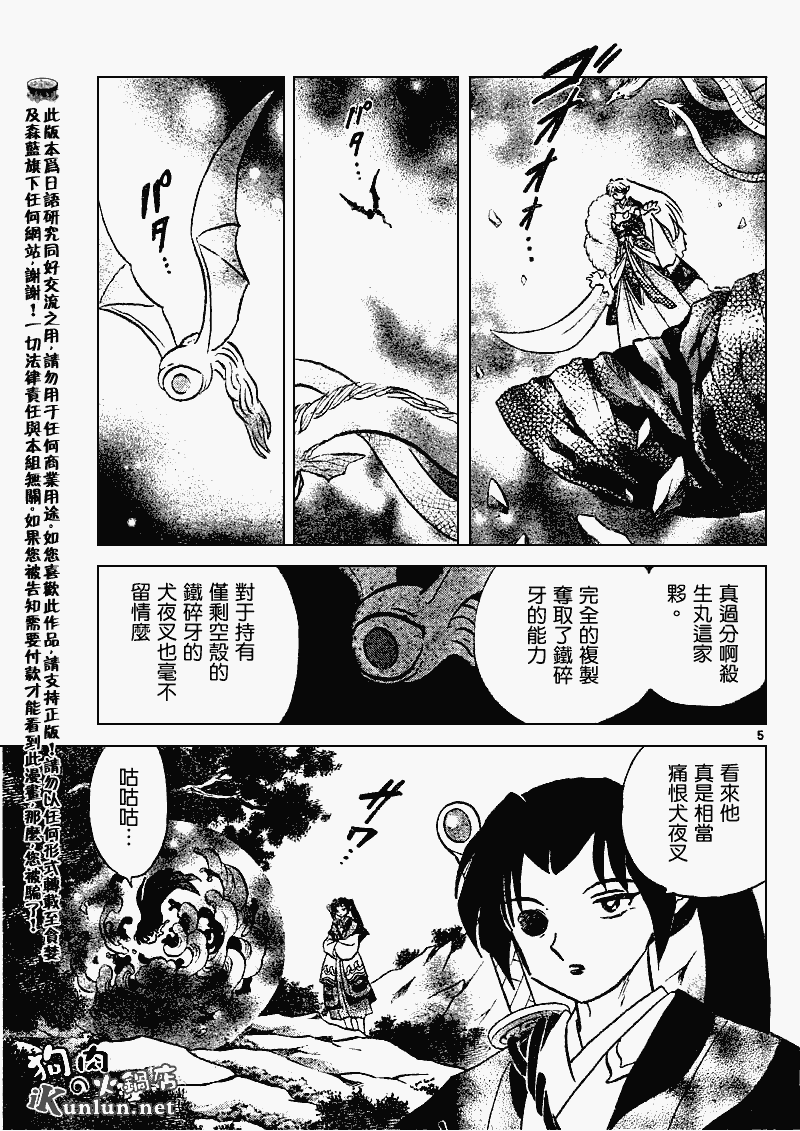 オオオ…
パタ…
パタ…
真過分啊殺
生丸這家
夥。
完全的複製
奪取了鐵碎
牙的能力
對于持有
僅剩空殼的
鐵碎牙的
犬夜叉也毫不
留情麼
5
看來他
真是相當
痛恨犬夜叉
ザワ…
咕咕咕…
此版本爲日語研究同好交流之用，請勿用于任何商業用途。如您喜歡此作品，請支持正版！請勿以任何形式轉載至貪婪
及森藍旗下任何網站，謝謝！一切法律責任與本組無關。如果您被告知需要付款才能看到此漫畫，那麽，您被騙了！
狗肉の火鍋店
iKunlun.net